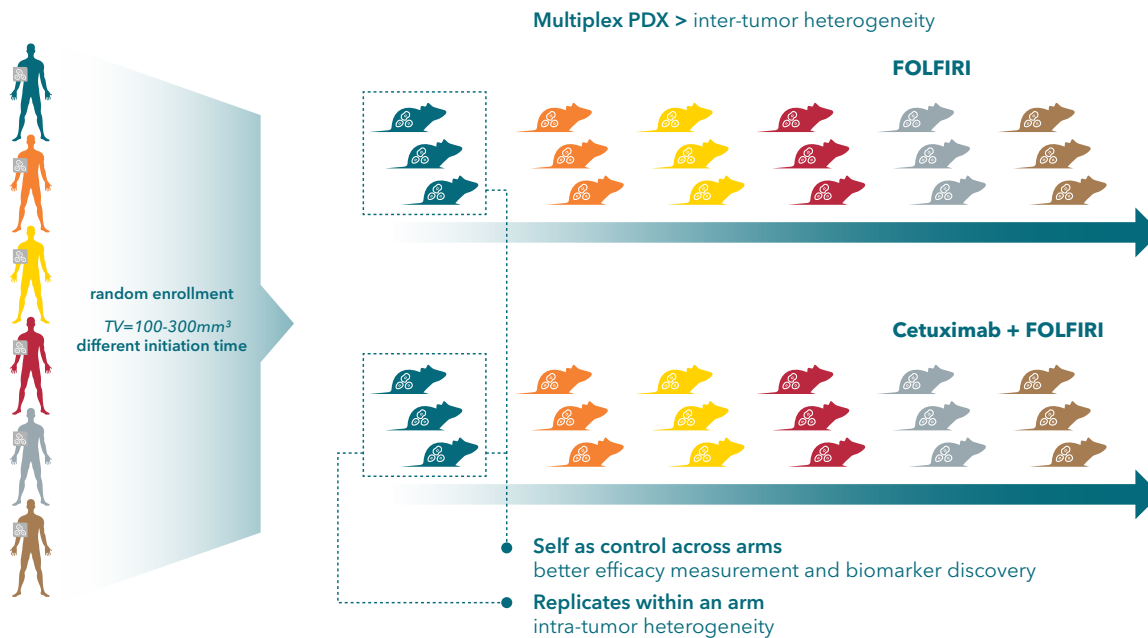 Multiplex PDX > inter-tumor heterogeneity
FOLFIRI
random enrollment
TV=100-300mm³
different initiation time
Cetuximab + FOLFIRI
Self as control across arms
better efficacy measurement and biomarker discovery
Replicates within an arm
intra-tumor heterogeneity